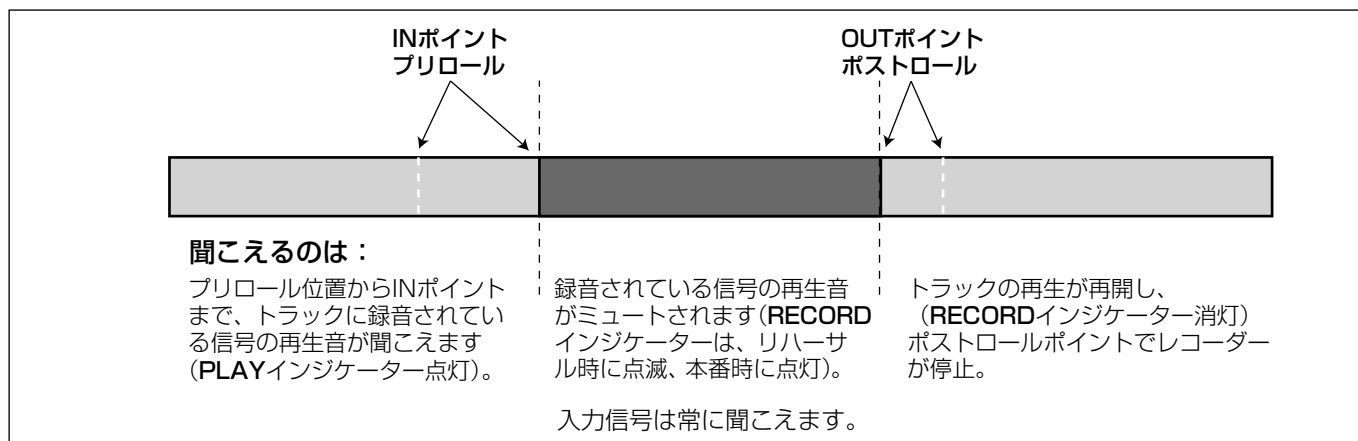 INポイント
プリロール
OUTポイント
ポストロール
聞こえるのは：
プリロール位置からINポイント
まで、トラックに録音されてい
る信号の再生音が聞こえます
（PLAYインジケーター点灯）。
録音されている信号の再生音
がミュートされます（RECORD
インジケーターは、リハーサ
ル時に点滅、本番時に点灯）。
トラックの再生が再開し、
（RECORDインジケーター消灯）
ポストロールポイントでレコーダー
が停止。
入力信号は常に聞こえます。